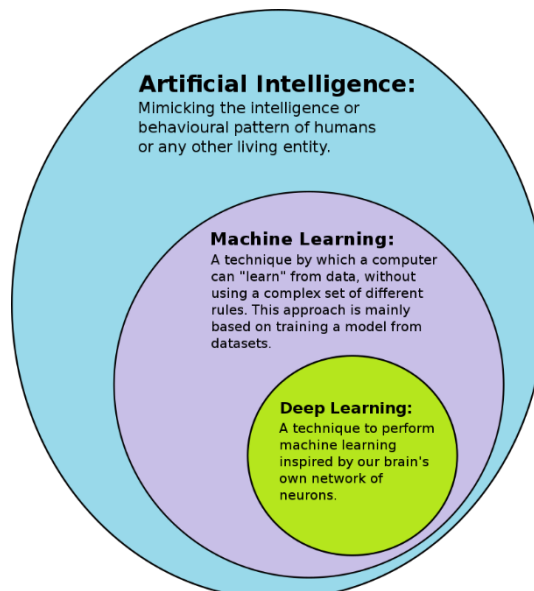 Artificial Intelligence:
Mimicking the intelligence or
behavioural pattern of humans
or any other living entity.
Machine Learning:
A technique by which a computer
can "learn" from data, without
using a complex set of different
rules. This approach is mainly
based on training a model from
datasets.
Deep Learning:
A technique to perform
machine learning
inspired by our brain's
own network of
neurons.